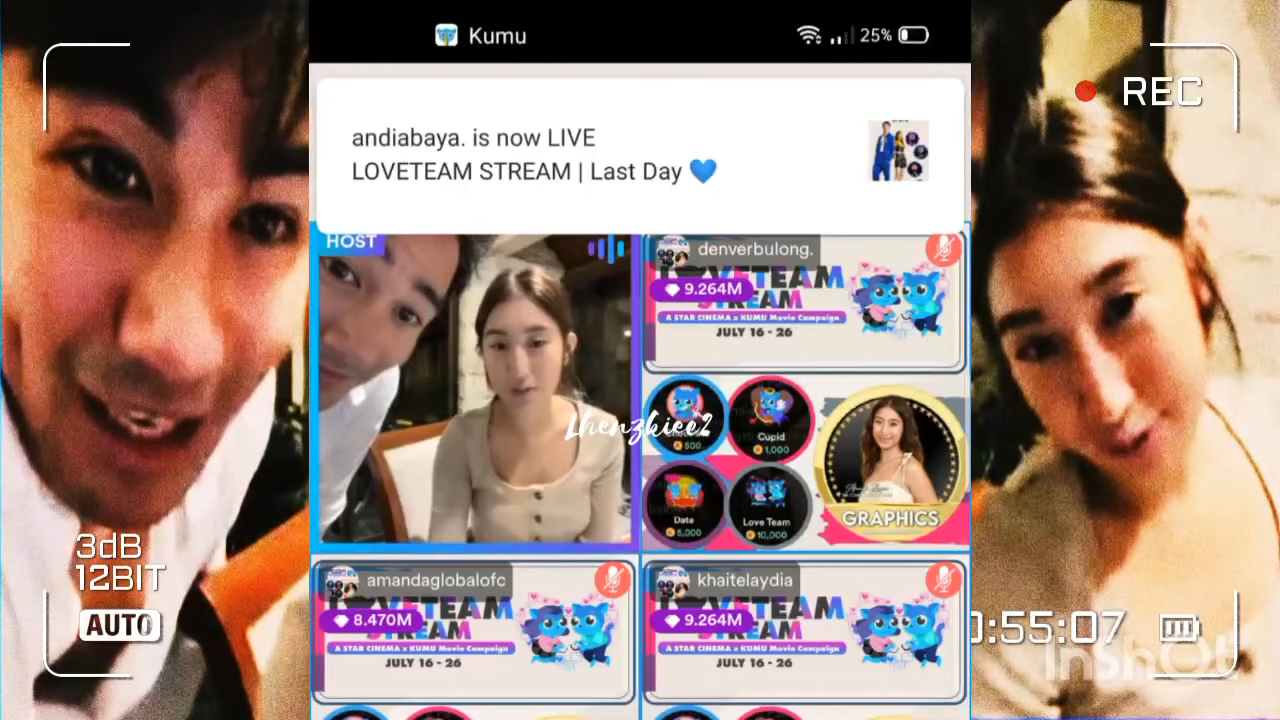 Kumu
25%
REC
andiabaya. is now LIVE
LOVETEAM STREAM | Last Day 💙
HOST
denverbulong.
9.264M
LOVETEAM
STREAM
A STAR CINEMA x KUMU Movie Campaign
JULY 16 - 26
Lhenzkiee2
500
Cupid
1,000
Date
5,000
Love Team
10,000
GRAPHICS
3dB
12BIT
AUTO
amandaglobalofc
8.470M
LOVETEAM
STREAM
A STAR CINEMA x KUMU Movie Campaign
JULY 16 - 26
khaitelaydia
9.264M
LOVETEAM
STREAM
A STAR CINEMA x KUMU Movie Campaign
JULY 16 - 26
0:55:07
InShOt